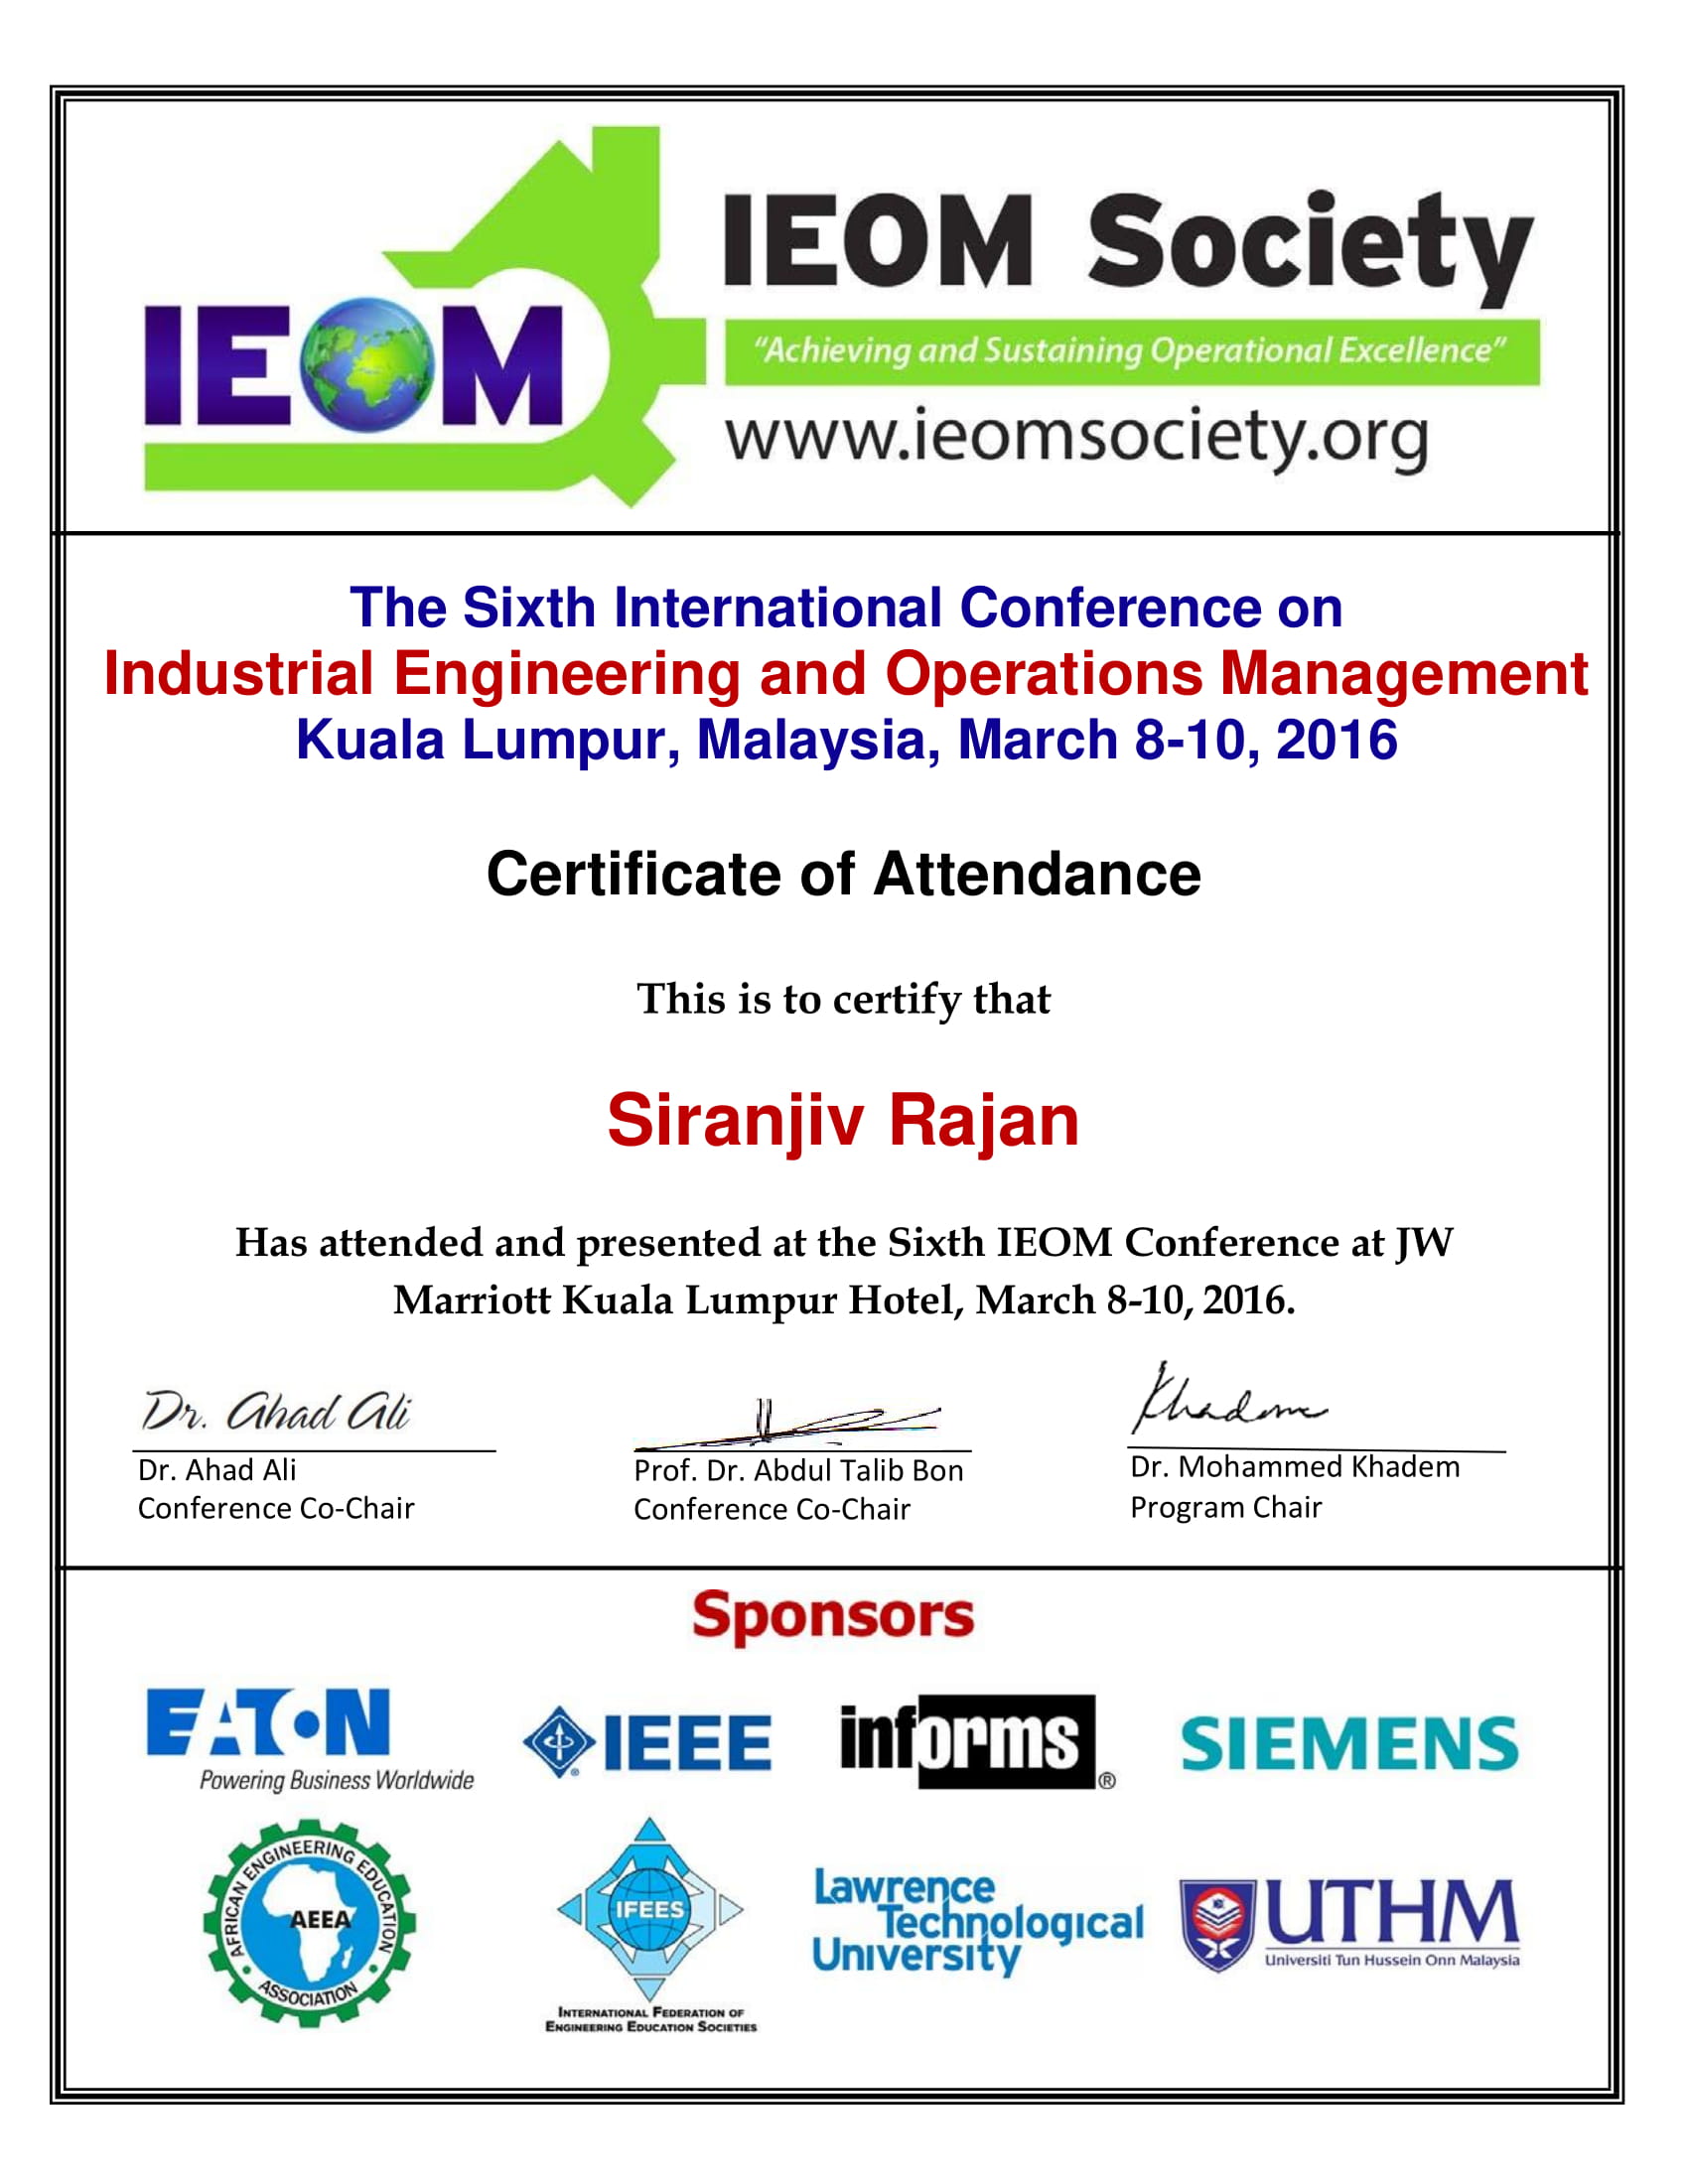 IEOM
IEOM Society
"Achieving and Sustaining Operational Excellence"
www.ieomsociety.org
The Sixth International Conference on
Industrial Engineering and Operations Management
Kuala Lumpur, Malaysia, March 8-10, 2016
Certificate of Attendance
This is to certify that
Siranjiv Rajan
Has attended and presented at the Sixth IEOM Conference at JW
Marriott Kuala Lumpur Hotel, March 8-10, 2016.
Dr. Ahad Ali
Khadem
Dr. Ahad Ali
Conference Co-Chair
Prof. Dr. Abdul Talib Bon
Conference Co-Chair
Dr. Mohammed Khadem
Program Chair
Sponsors
EATON
Powering Business Worldwide
IEEE
informs
SIEMENS
AFRICAN ENGINEERING EDUCATION
AEEA
ASSOCIATION
IFEES
INTERNATIONAL FEDERATION OF
ENGINEERING EDUCATION SOCIETIES
Lawrence
Technological
University
UTHM
Universiti Tun Hussein Onn Malaysia